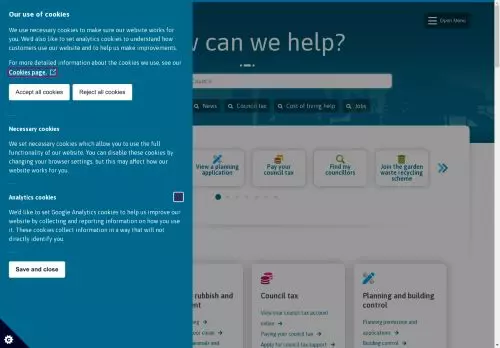 Our use of cookies
We use necessary cookies to make our website works for
you. We'd also like to set analytics cookies to understand how
customers use our website and to help us make improvements.
For more detailed information about the cookies we use, see our
Cookies page.
Accept all cookies
Reject all cookies
Necessary cookies
We set necessary cookies which allow you to use the full
functionality of our website. You can disable these cookies by
changing your browser settings, but this may affect how our
website works for you.
Analytics cookies
We'd like to set Google Analytics cookies to help us improve our
website by collecting and reporting information on how you use
it. These cookies collect information in a way that will not
directly identify you.
Save and close
Open Menu
can we help?
News
Council tax
Cost of living help
Jobs
View a planning
application
Pay your
council tax
Find my
councillors
Join the garden
waste recycling
scheme
rubbish and
Council tax
View your council tax account
online
Paying your council tax
Apply for council tax support
Planning and building
control
Planning permission and
applications
Building control